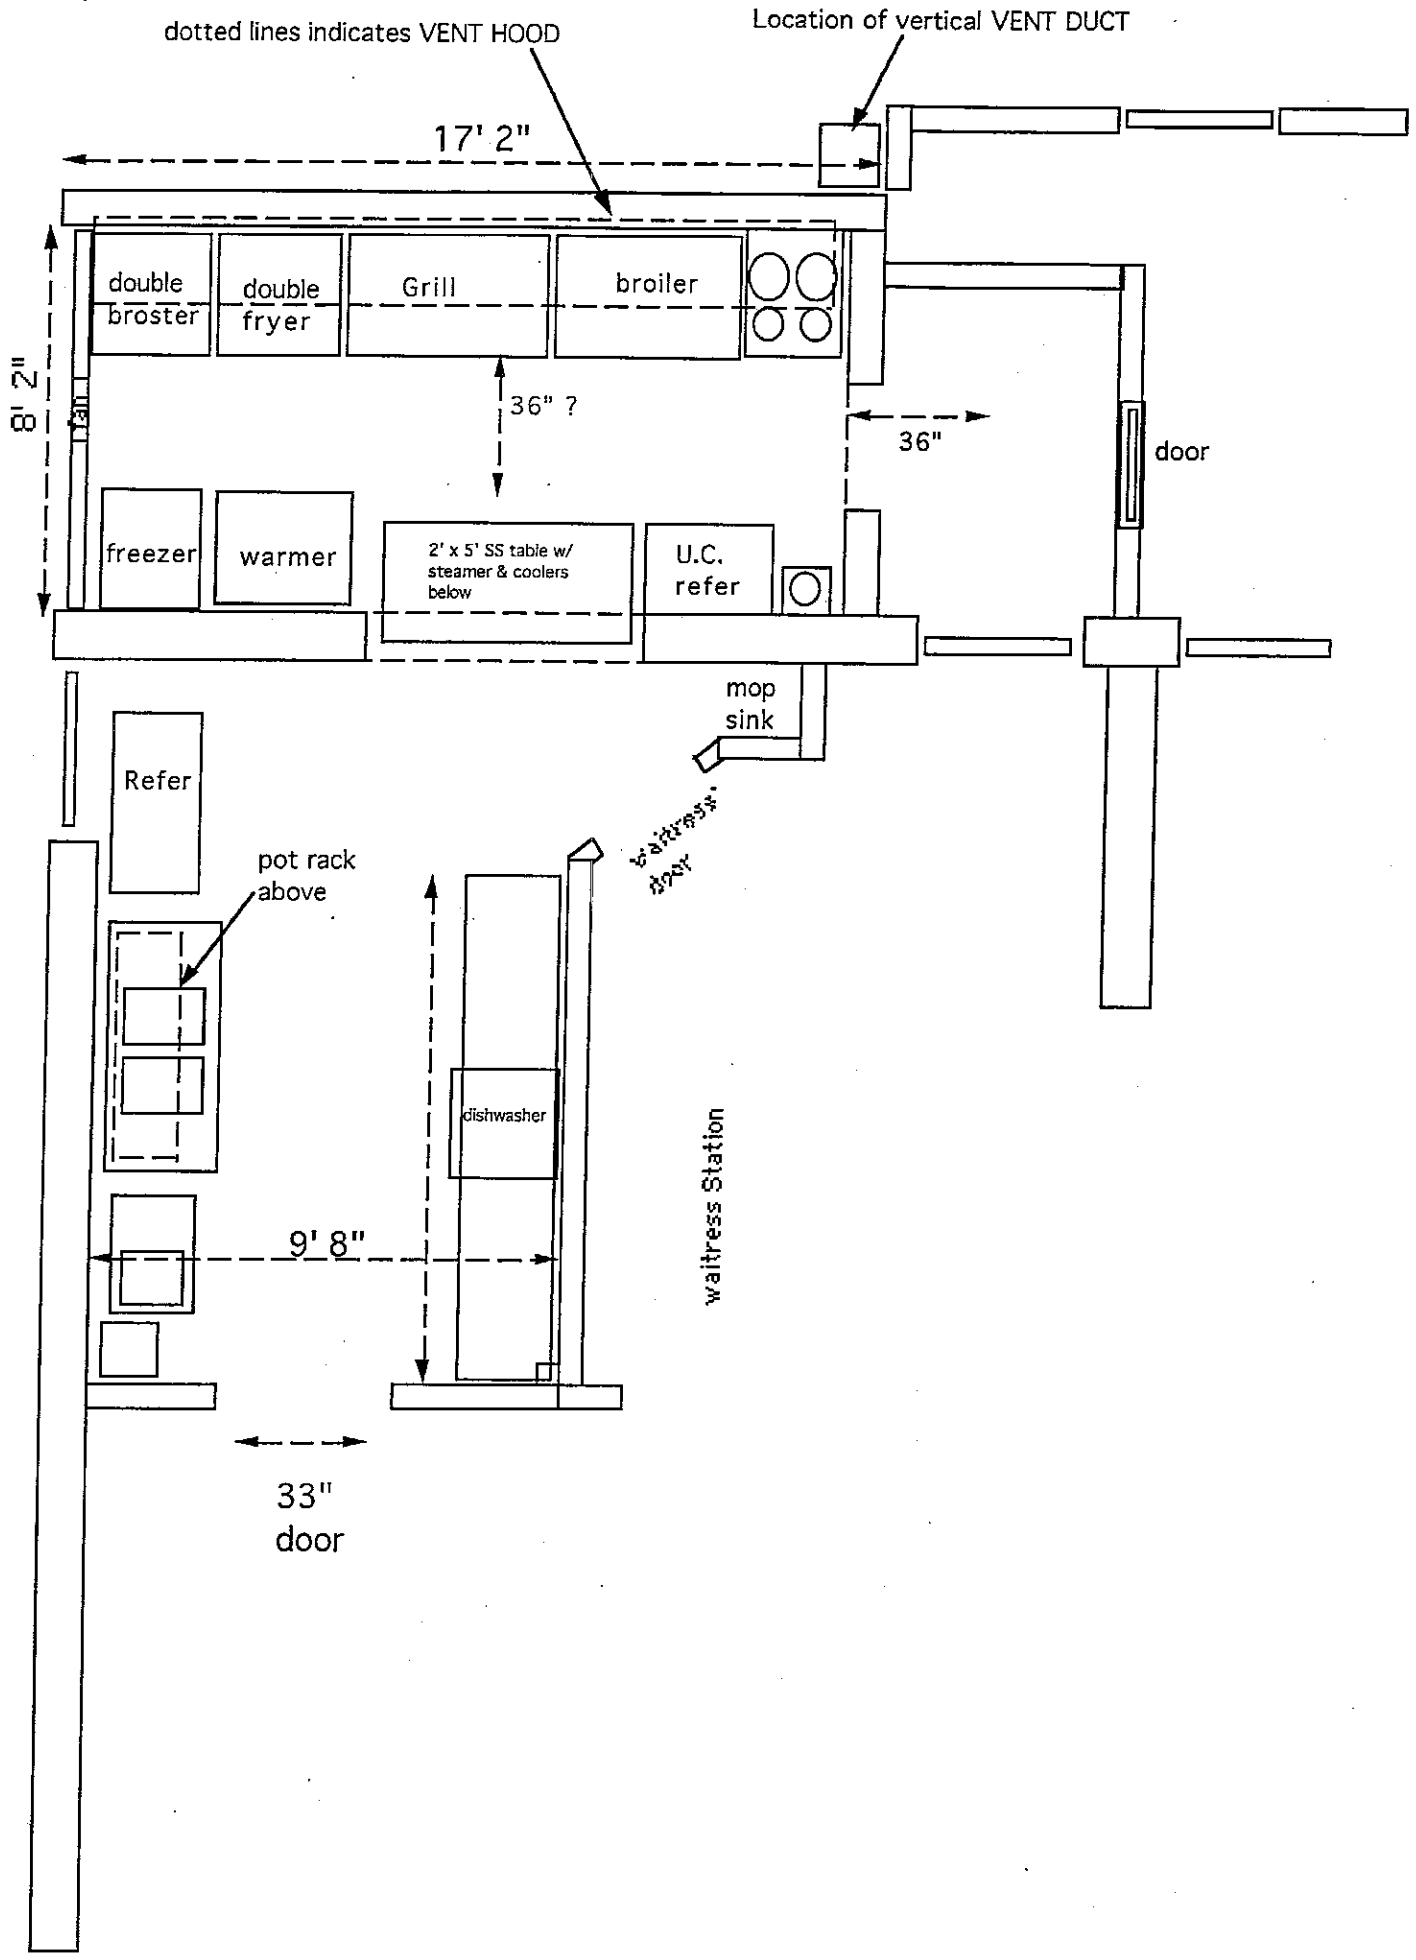 dotted lines indicates VENT HOOD
Location of vertical VENT DUCT
17' 2"
double
broster
double
fryer
Grill
broiler
8' 2"
36" ?
36"
door
freezer
warmer
2' x 5' SS table w/
steamer & coolers
below
U.C.
refer
mop
sink
Refer
waitress
door
pot rack
above
dishwasher
waitress Station
9' 8"
33"
door